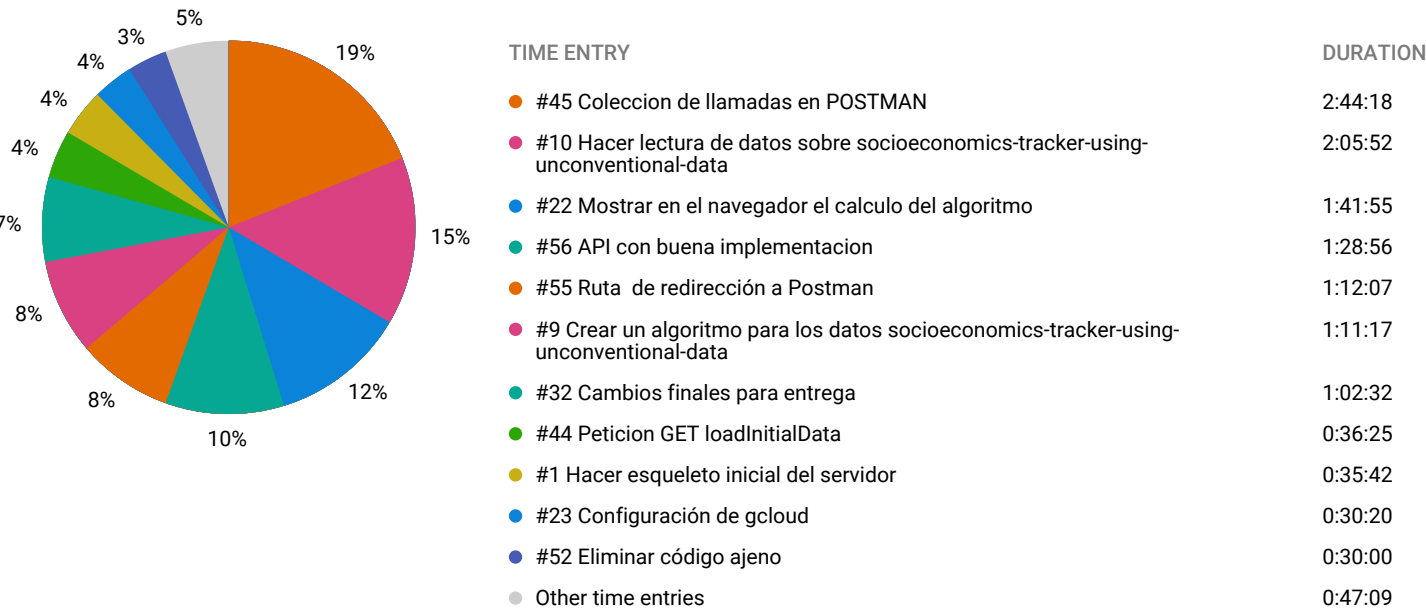 5%
3%
19%
4%
4%
4%
7%
15%
8%
12%
8%
10%
TIME ENTRY DURATION
#45 Coleccion de llamadas en POSTMAN 2:44:18
#10 Hacer lectura de datos sobre socioeconomics-tracker-using- 2:05:52
unconventional-data
#22 Mostrar en el navegador el calculo del algoritmo 1:41:55
#56 API con buena implementacion 1:28:56
#55 Ruta  de redirección a Postman 1:12:07
#9 Crear un algoritmo para los datos socioeconomics-tracker-using- 1:11:17
unconventional-data
#32 Cambios finales para entrega 1:02:32
#44 Peticion GET loadInitialData 0:36:25
#1 Hacer esqueleto inicial del servidor 0:35:42
#23 Configuración de gcloud 0:30:20
#52 Eliminar código ajeno 0:30:00
Other time entries 0:47:09